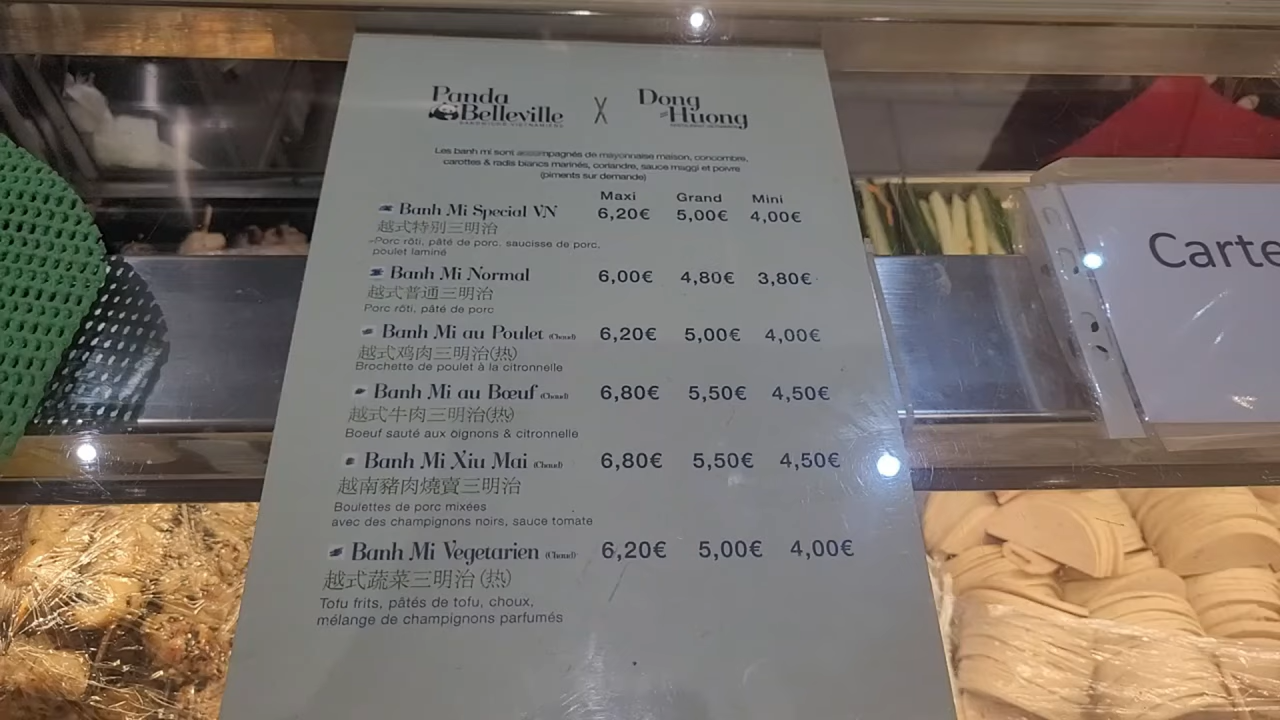 Panda Belleville X Dong Huong
Les banh mi sont accompagnés de mayonnaise maison, concombre,
carottes & radis blancs marinés, coriandre, sauce maggi et poivre
(piments sur demande)
Maxi Grand Mini
Banh Mi Special VN 6,20€ 5,00€ 4,00€
越式特别三明治
Porc rôti, pâté de porc, saucisse de porc,
poulet laminé
Banh Mi Normal 6,00€ 4,80€ 3,80€
越式普通三明治
Porc rôti, pâté de porc
Banh Mi au Poulet (Chaud) 6,20€ 5,00€ 4,00€
越式鸡肉三明治(热)
Brochette de poulet à la citronnelle
Banh Mi au Bœuf (Chaud) 6,80€ 5,50€ 4,50€
越式牛肉三明治(热)
Boeuf sauté aux oignons & citronnelle
Banh Mi Xiu Mai (Chaud) 6,80€ 5,50€ 4,50€
越南豬肉燒賣三明治
Boulettes de porc mixées
avec des champignons noirs, sauce tomate
Banh Mi Vegetarien (Chaud) 6,20€ 5,00€ 4,00€
越式蔬菜三明治(热)
Tofu frits, pâtés de tofu, choux,
mélange de champignons parfumés
Carte